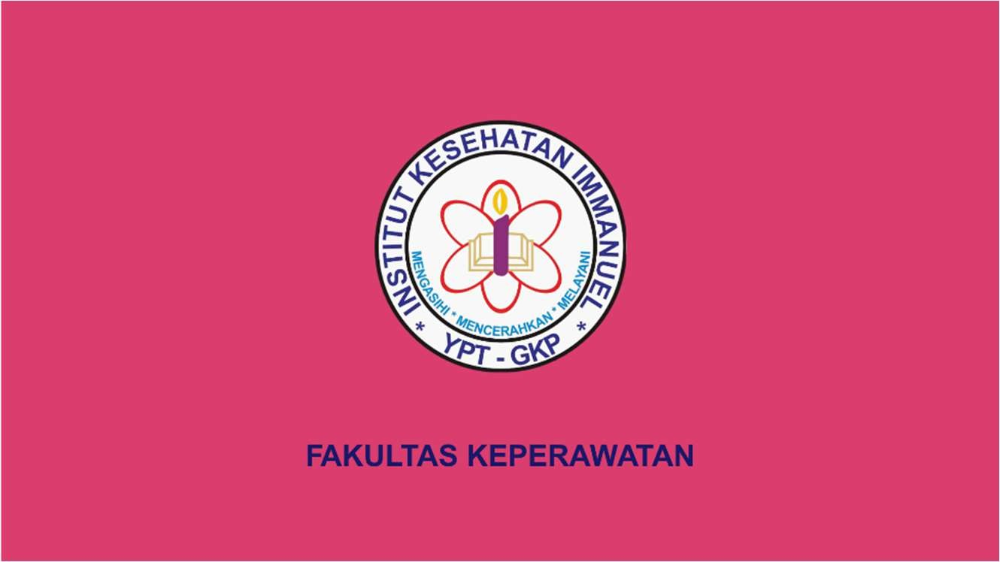 INSTITUT KESEHATAN IMMANUEL
MENGASIHI * MENCERAHKAN * MELAYANI
* YPT - GKP *
FAKULTAS KEPERAWATAN